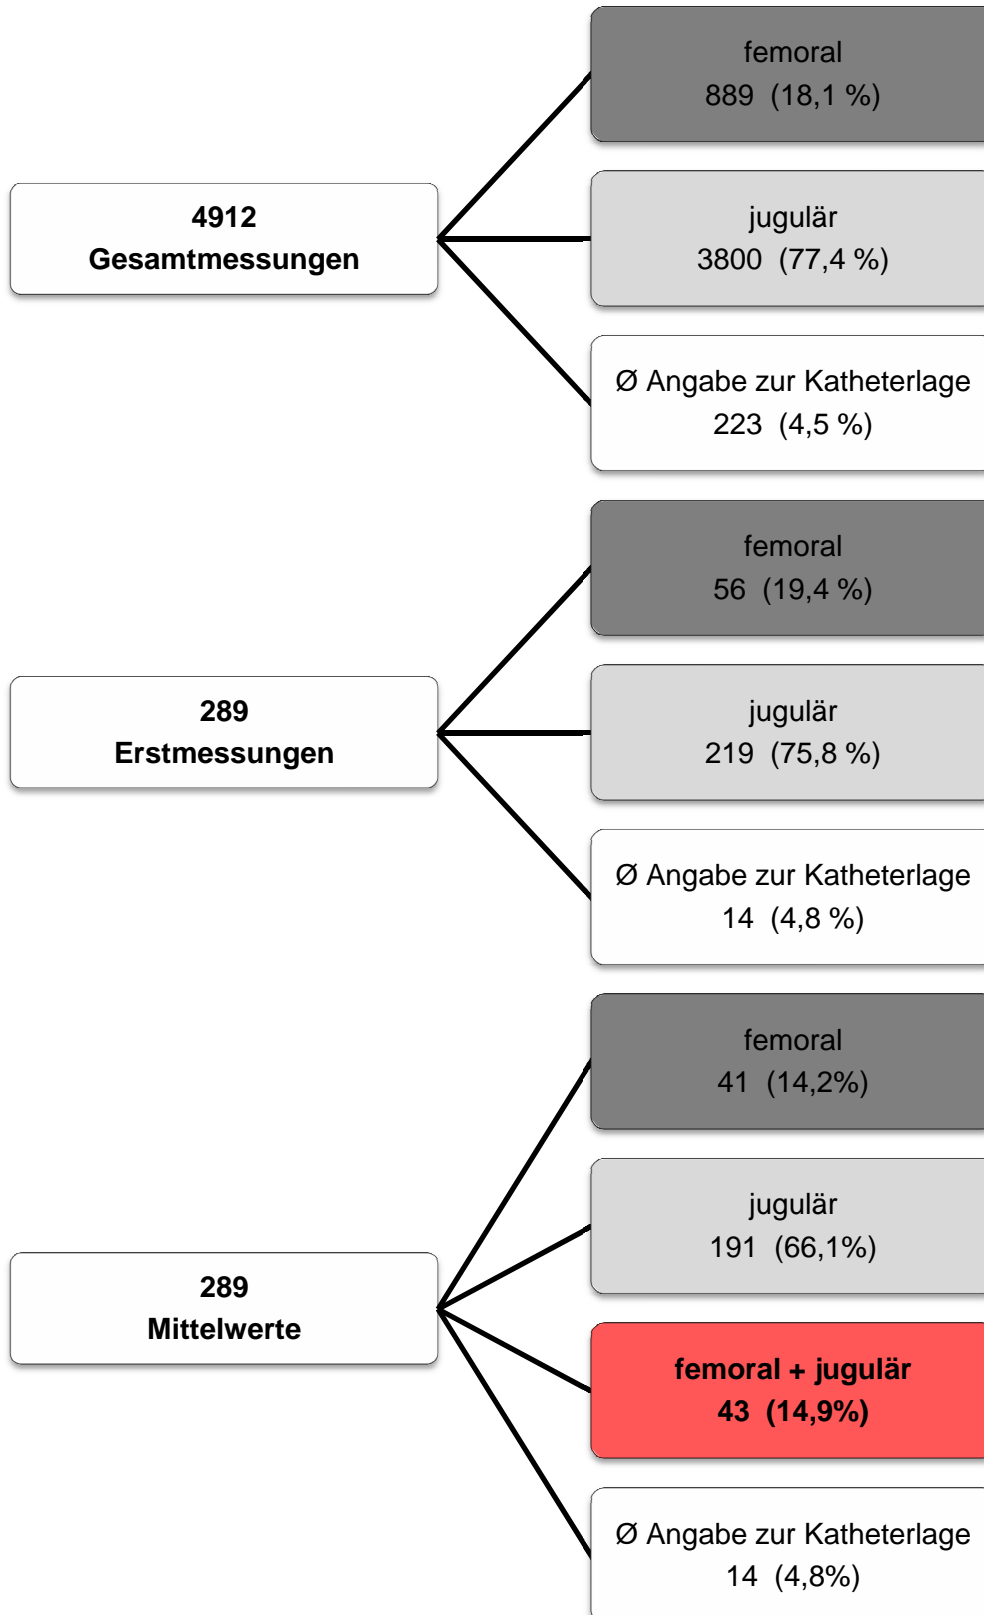 femoral
889 (18,1 %)
4912
Gesamtmessungen
jugulär
3800 (77,4 %)
Ø Angabe zur Katheterlage
223 (4,5 %)
femoral
56 (19,4 %)
289
Erstmessungen
jugulär
219 (75,8 %)
Ø Angabe zur Katheterlage
14 (4,8 %)
femoral
41 (14,2%)
jugulär
191 (66,1%)
289
Mittelwerte
femoral + jugulär
43 (14,9%)
Ø Angabe zur Katheterlage
14 (4,8%)